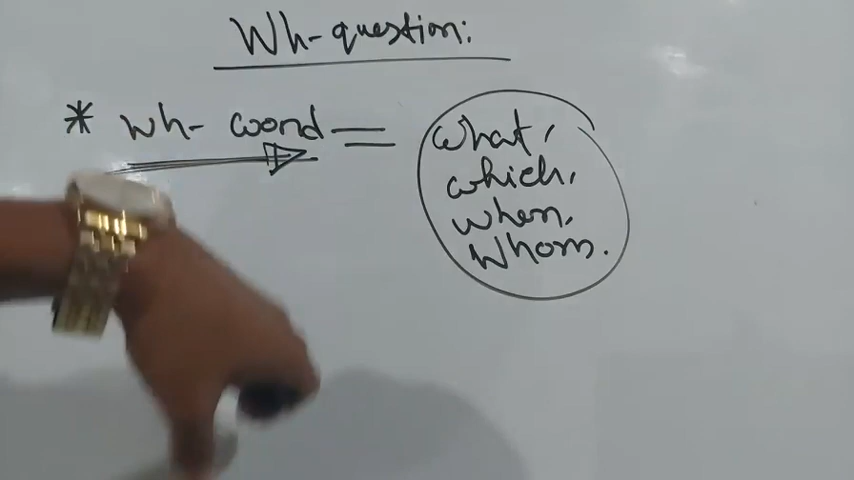 Wh-question:
* Wh- word = what,
which,
when,
Whom.